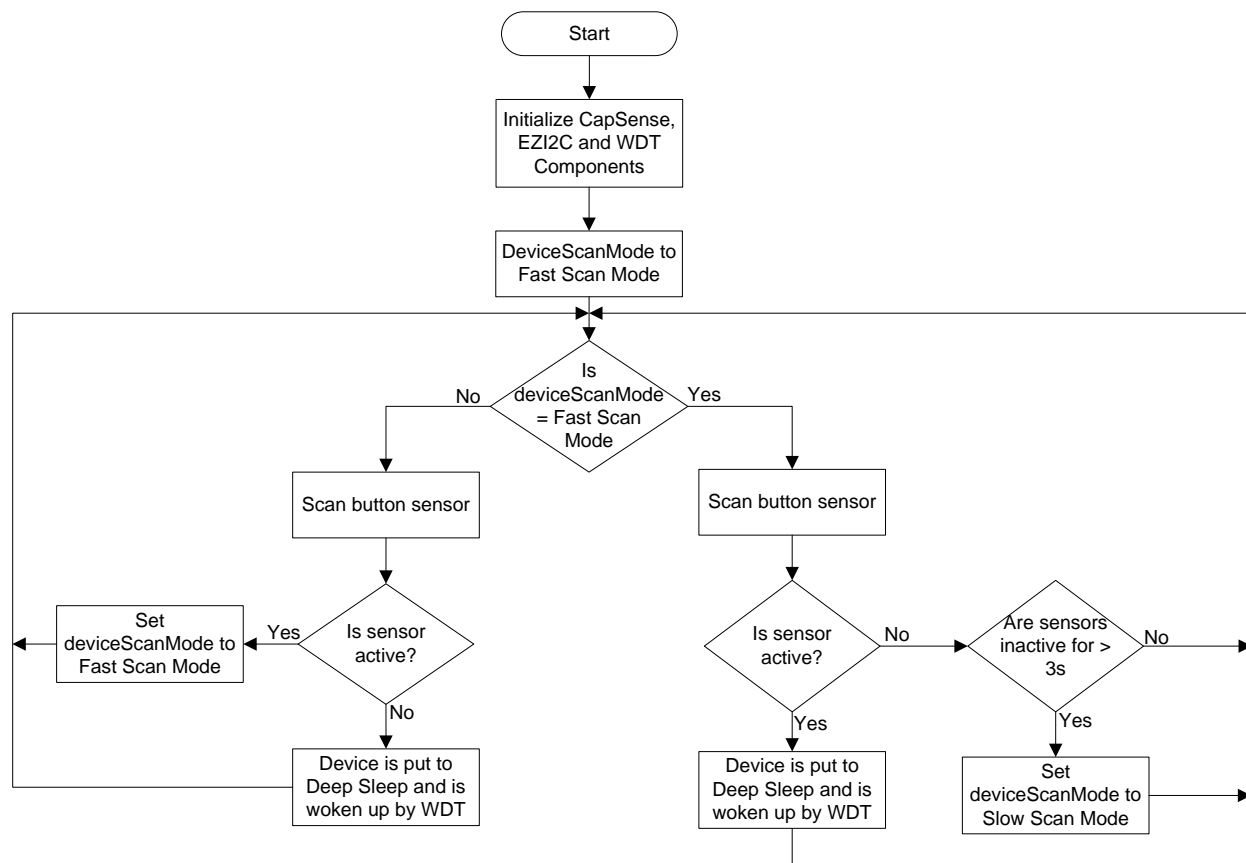 Start
Initialize CapSense,
EZI2C and WDT
Components
DeviceScanMode to
Fast Scan Mode
Is
deviceScanMode
= Fast Scan
Mode
No
Yes
Scan button sensor
Scan button sensor
Set
deviceScanMode to
Fast Scan Mode
Yes
Is sensor
active?
No
Is sensor
active?
No
Are sensors
inactive for >
3s
No
Yes
Yes
Device is put to
Deep Sleep and is
woken up by WDT
Device is put to
Deep Sleep and is
woken up by WDT
Set
deviceScanMode to
Slow Scan Mode